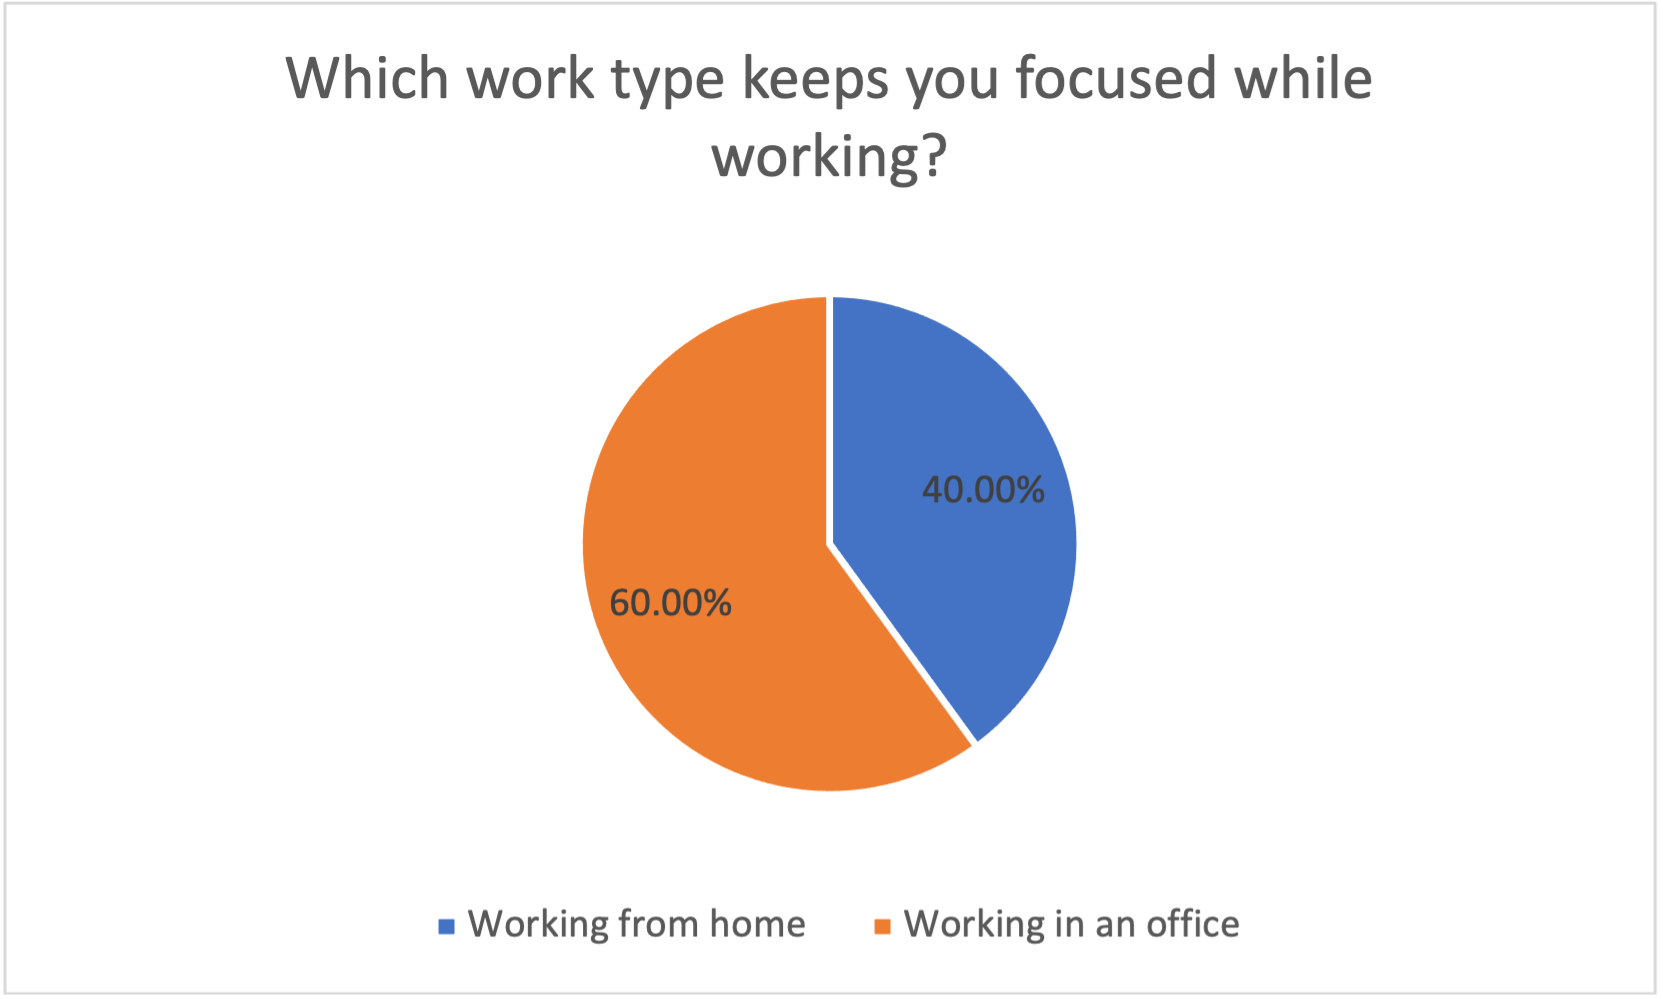 Which work type keeps you focused while
working?
40.00%
60.00%
Working from home
Working in an office